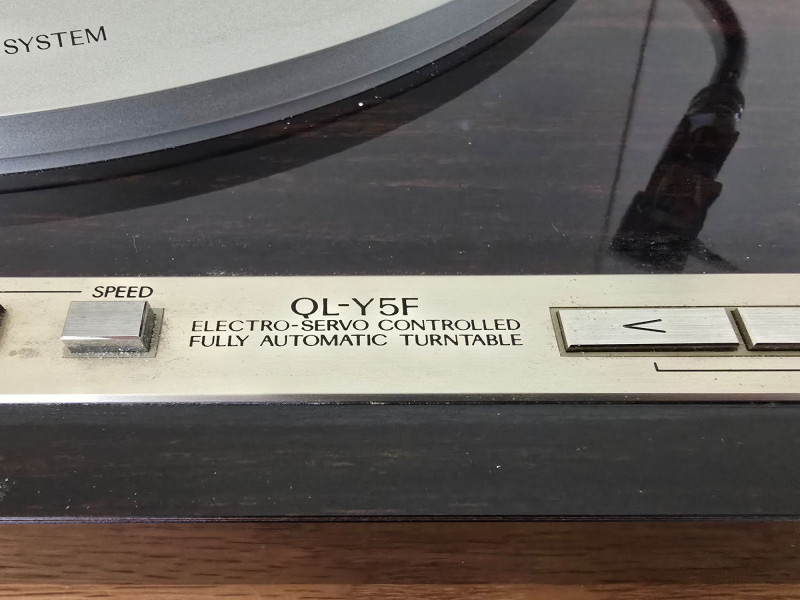 SYSTEM
SPEED
QL-Y5F
ELECTRO-SERVO CONTROLLED
FULLY AUTOMATIC TURNTABLE
<